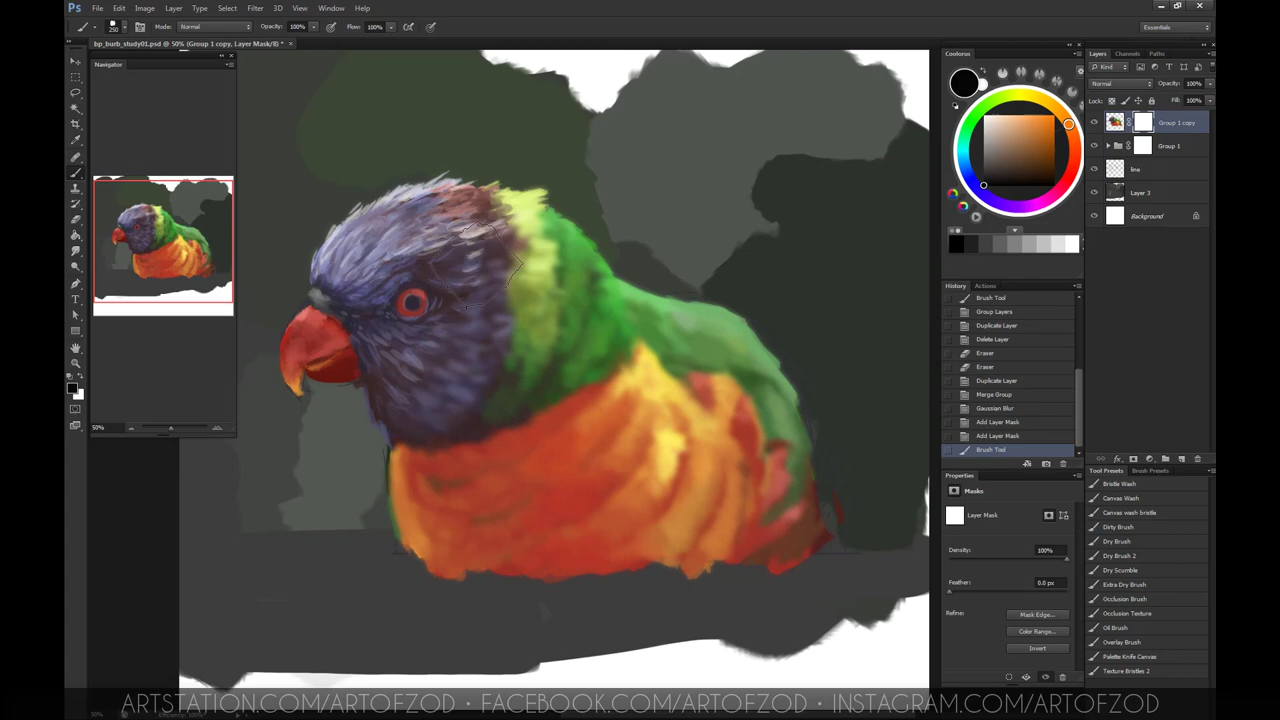 Ps File Edit Image Layer Type Select Filter 3D View Window Help
250 Mode: Normal Opacity: 100% Flow: 100% Essentials
bp_burb_study01.psd @ 50% (Group 1 copy, Layer Mask/8) * ×
Navigator
50%
Coolorus
History Actions
Brush Tool
Group Layers
Duplicate Layer
Delete Layer
Eraser
Eraser
Duplicate Layer
Merge Group
Gaussian Blur
Add Layer Mask
Add Layer Mask
Brush Tool
Properties
Masks
Layer Mask
Density: 100%
Feather: 0.0 px
Refine: Mask Edge...
Color Range...
Invert
Layers Channels Paths
Kind
Normal Opacity: 100%
Lock: Fill: 100%
Group 1 copy
Group 1
line
Layer 3
Background
Tool Presets Brush Presets
Bristle Wash
Canvas Wash
Canvas wash bristle
Dirty Brush
Dry Brush
Dry Brush 2
Dry Scumble
Extra Dry Brush
Occlusion Brush
Occlusion Texture
Oil Brush
Overlay Brush
Palette Knife Canvas
Texture Bristles 2
ARTSTATION.COM/ARTOFZOD • FACEBOOK.COM/ARTOFZOD • INSTAGRAM.COM/ARTOFZOD